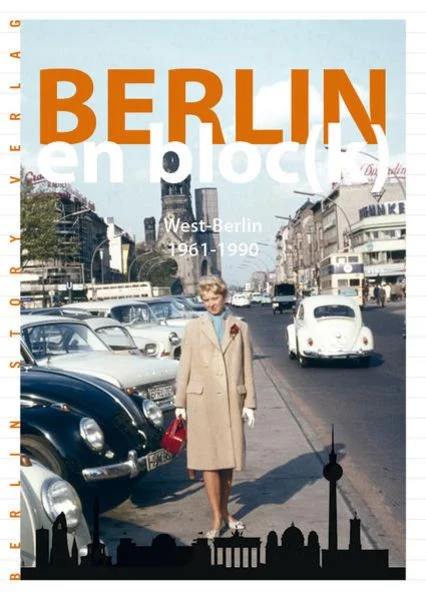 BERLIN
en bloc(k)
West-Berlin
1961-1990
BERLIN STORY VERLAG